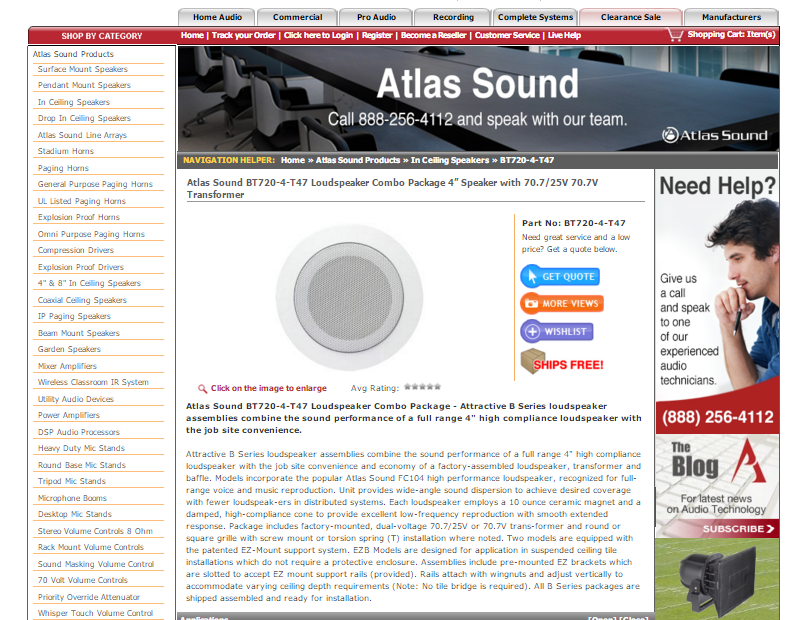 Home Audio
Commercial
Pro Audio
Recording
Complete Systems
Clearance Sale
Manufacturers
SHOP BY CATEGORY
Home | Track your Order | Click here to Login | Register | Become a Reseller | Customer Service | Live Help
Shopping Cart: Item(s)
Atlas Sound Products
Surface Mount Speakers
Pendant Mount Speakers
In Ceiling Speakers
Drop In Ceiling Speakers
Atlas Sound Line Arrays
Stadium Horns
Paging Horns
General Purpose Paging Horns
UL Listed Paging Horns
Explosion Proof Horns
Omni Purpose Paging Horns
Compression Drivers
Explosion Proof Drivers
4" & 8" In Ceiling Speakers
Coaxial Ceiling Speakers
IP Paging Speakers
Beam Mount Speakers
Garden Speakers
Mixer Amplifiers
Wireless Classroom IR System
Utility Audio Devices
Power Amplifiers
DSP Audio Processors
Heavy Duty Mic Stands
Round Base Mic Stands
Tripod Mic Stands
Microphone Booms
Desktop Mic Stands
Stereo Volume Controls 8 Ohm
Rack Mount Volume Controls
Sound Masking Volume Control
70 Volt Volume Controls
Priority Override Attenuator
Whisper Touch Volume Control
Atlas Sound
Call 888-256-4112 and speak with our team.
Atlas Sound
NAVIGATION HELPER: Home » Atlas Sound Products » In Ceiling Speakers » BT720-4-T47
Atlas Sound BT720-4-T47 Loudspeaker Combo Package 4" Speaker with 70.7/25V 70.7V
Transformer
Part No: BT720-4-T47
Need great service and a low
price? Get a quote below.
GET QUOTE
MORE VIEWS
WISHLIST
SHIPS FREE!
Click on the image to enlarge
Avg Rating:
Atlas Sound BT720-4-T47 Loudspeaker Combo Package - Attractive B Series loudspeaker
assemblies combine the sound performance of a full range 4" high compliance loudspeaker with
the job site convenience.
Attractive B Series loudspeaker assemblies combine the sound performance of a full range 4" high compliance
loudspeaker with the job site convenience and economy of a factory-assembled loudspeaker, transformer and
baffle. Models incorporate the popular Atlas Sound FC104 high performance loudspeaker, recognized for full-
range voice and music reproduction. Unit provides wide-angle sound dispersion to achieve desired coverage
with fewer loudspeak-ers in distributed systems. Each loudspeaker employs a 10 ounce ceramic magnet and a
damped, high-compliance cone to provide excellent low-frequency reproduction with smooth extended
response. Package includes factory-mounted, dual-voltage 70.7/25V or 70.7V trans-former and round or
square grille with screw mount or torsion spring (T) installation where noted. Two models are equipped with
the patented EZ-Mount support system. EZB Models are designed for application in suspended ceiling tile
installations which do not require a protective enclosure. Assemblies include pre-mounted EZ brackets which
are slotted to accept EZ mount support rails (provided). Rails attach with wingnuts and adjust vertically to
accommodate varying ceiling depth requirements (Note: No tile bridge is required). All B Series packages are
shipped assembled and ready for installation.
Applications
[Open] [Close]
Need Help?
Give us
a call
and speak
to one
of our
experienced
audio
technicians.
(888) 256-4112
The
Blog
For latest news
on Audio Technology
SUBSCRIBE